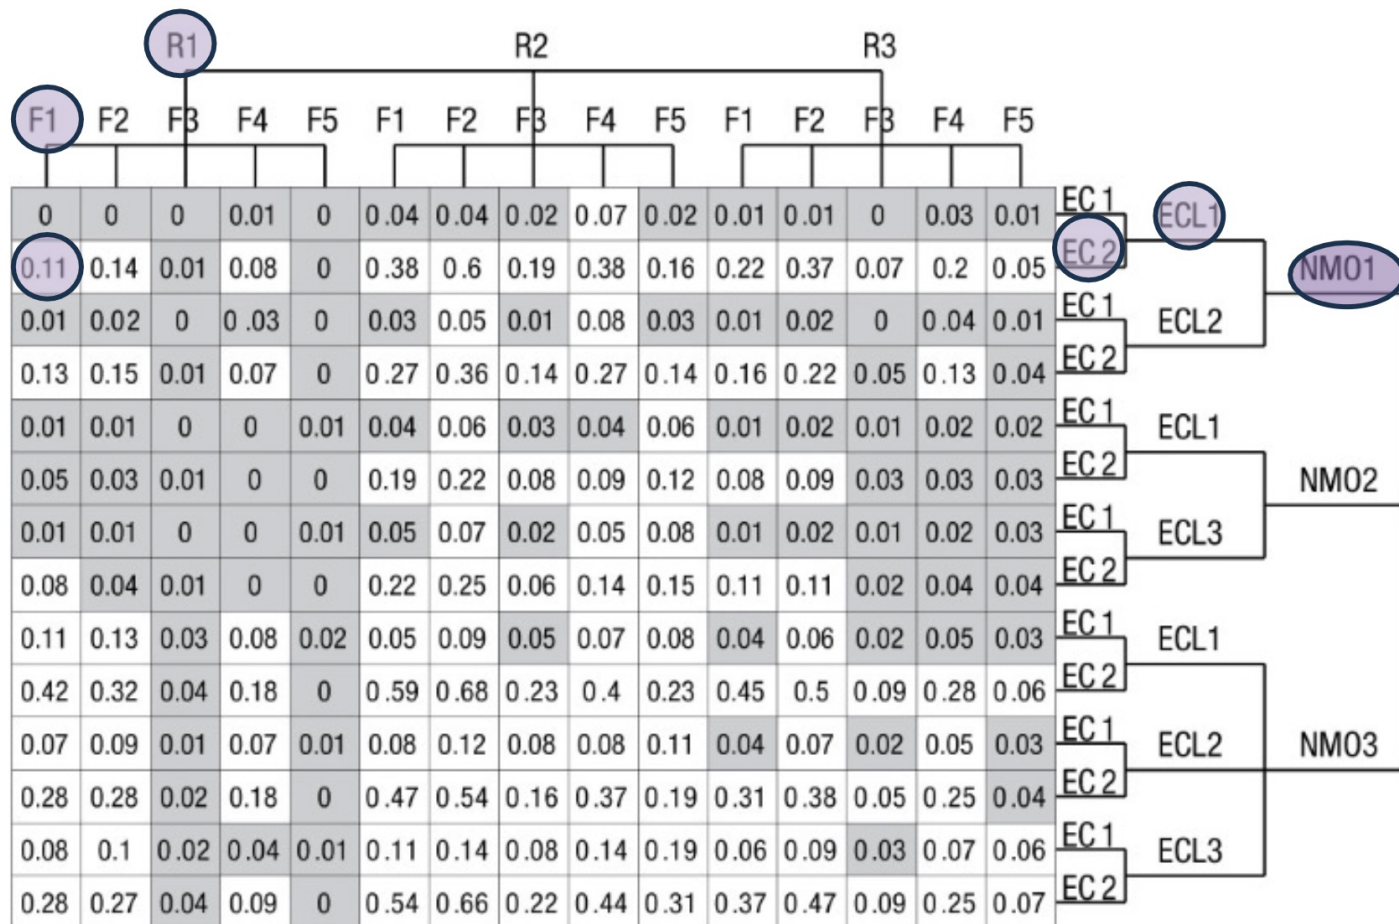 R1 R2 R3
F1 F2 F3 F4 F5 F1 F2 F3 F4 F5 F1 F2 F3 F4 F5
0 0 0 0.01 0 0.04 0.04 0.02 0.07 0.02 0.01 0.01 0 0.03 0.01 EC 1 ECL1
0.11 0.14 0.01 0.08 0 0.38 0.6 0.19 0.38 0.16 0.22 0.37 0.07 0.2 0.05 EC 2 NMO1
0.01 0.02 0 0.03 0 0.03 0.05 0.01 0.08 0.03 0.01 0.02 0 0.04 0.01 EC 1 ECL2
0.13 0.15 0.01 0.07 0 0.27 0.36 0.14 0.27 0.14 0.16 0.22 0.05 0.13 0.04 EC 2
0.01 0.01 0 0 0.01 0.04 0.06 0.03 0.04 0.06 0.01 0.02 0.01 0.02 0.02 EC 1 ECL1
0.05 0.03 0.01 0 0 0.19 0.22 0.08 0.09 0.12 0.08 0.09 0.03 0.03 0.03 EC 2 NMO2
0.01 0.01 0 0 0.01 0.05 0.07 0.02 0.05 0.08 0.01 0.02 0.01 0.02 0.03 EC 1 ECL3
0.08 0.04 0.01 0 0 0.22 0.25 0.06 0.14 0.15 0.11 0.11 0.02 0.04 0.04 EC 2
0.11 0.13 0.03 0.08 0.02 0.05 0.09 0.05 0.07 0.08 0.04 0.06 0.02 0.05 0.03 EC 1 ECL1
0.42 0.32 0.04 0.18 0 0.59 0.68 0.23 0.4 0.23 0.45 0.5 0.09 0.28 0.06 EC 2
0.07 0.09 0.01 0.07 0.01 0.08 0.12 0.08 0.08 0.11 0.04 0.07 0.02 0.05 0.03 EC 1 ECL2 NMO3
0.28 0.28 0.02 0.18 0 0.47 0.54 0.16 0.37 0.19 0.31 0.38 0.05 0.25 0.04 EC 2
0.08 0.1 0.02 0.04 0.01 0.11 0.14 0.08 0.14 0.19 0.06 0.09 0.03 0.07 0.06 EC 1 ECL3
0.28 0.27 0.04 0.09 0 0.54 0.66 0.22 0.44 0.31 0.37 0.47 0.09 0.25 0.07 EC 2